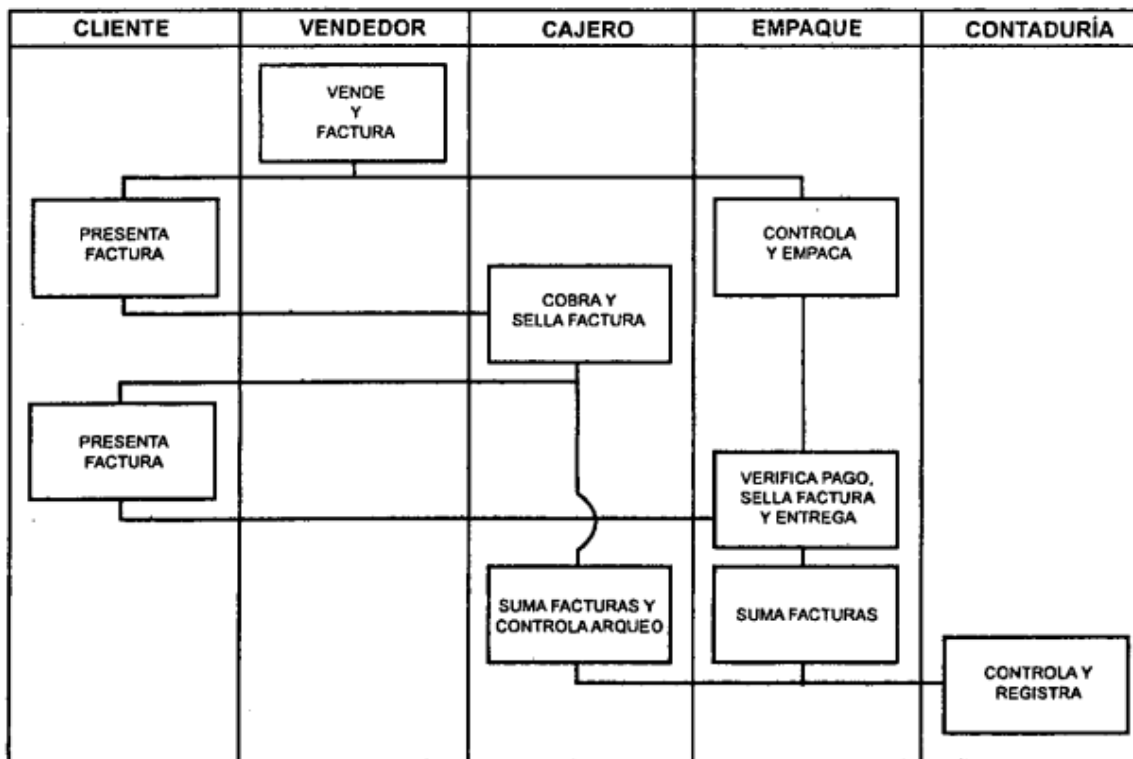 CLIENTE
VENDEDOR
CAJERO
EMPAQUE
CONTADURÍA
VENDE
Y
FACTURA
PRESENTA
FACTURA
CONTROLA
Y EMPACA
COBRA Y
SELLA FACTURA
PRESENTA
FACTURA
VERIFICA PAGO,
SELLA FACTURA
Y ENTREGA
SUMA FACTURAS Y
CONTROLA ARQUEO
SUMA FACTURAS
CONTROLA Y
REGISTRA